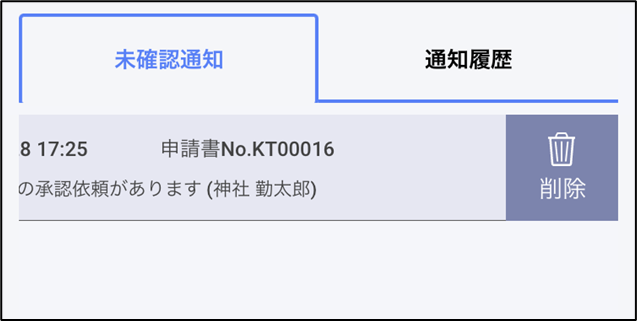 未確認通知 通知履歴
8 17:25 申請書No.KT00016
の承認依頼があります (神社 勤太郎)
削除